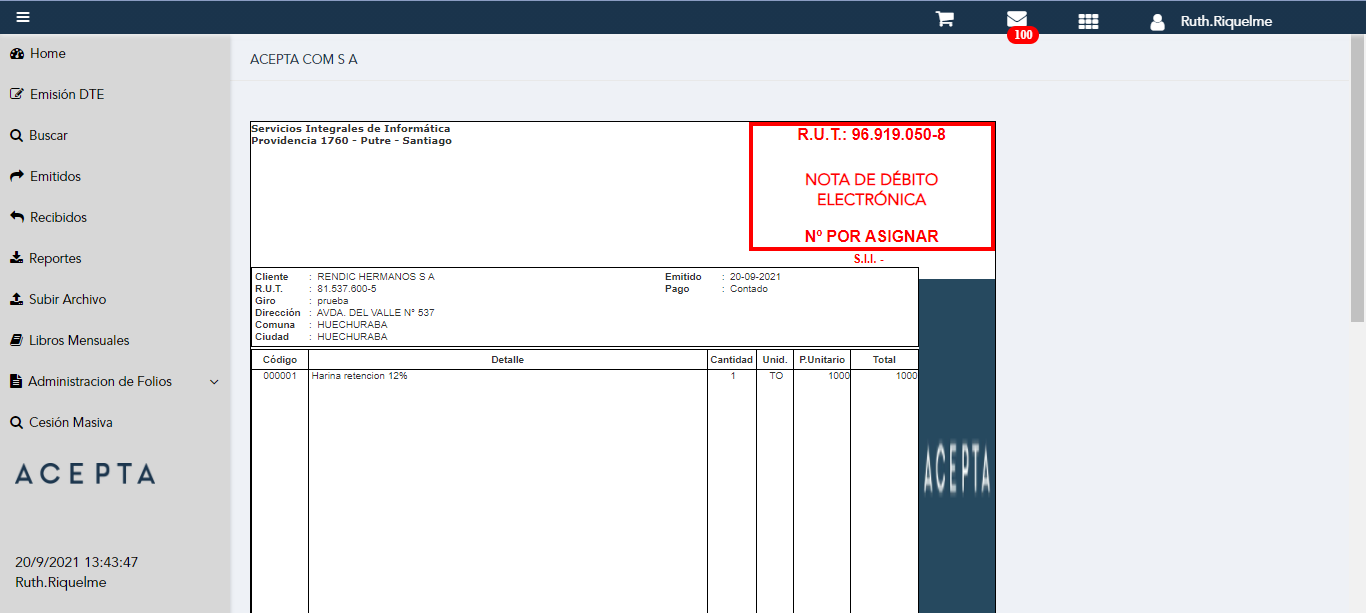 Ruth.Riquelme
100
Home
Emisión DTE
Buscar
Emitidos
Recibidos
Reportes
Subir Archivo
Libros Mensuales
Administracion de Folios
Cesión Masiva
ACEPTA
20/9/2021 13:43:47
Ruth.Riquelme
ACEPTA COM S A
Servicios Integrales de Informática
Providencia 1760 - Putre - Santiago
R.U.T.: 96.919.050-8
NOTA DE DÉBITO
ELECTRÓNICA
Nº POR ASIGNAR
S.I.I. -
Cliente : RENDIC HERMANOS S A Emitido : 20-09-2021
R.U.T. : 81.537.600-5 Pago : Contado
Giro : prueba
Dirección : AVDA. DEL VALLE N° 537
Comuna : HUECHURABA
Ciudad : HUECHURABA
Código Detalle Cantidad Unid. P.Unitario Total
000001 Harina retencion 12% 1 TO 1000 1000
ACEPTA